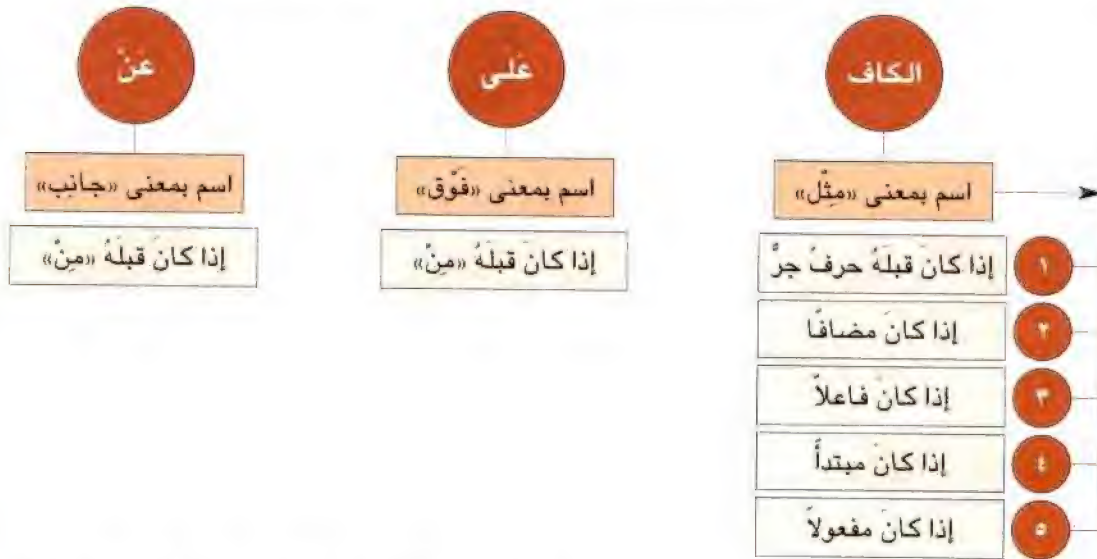 الكاف
عَلى
عَنْ
اسم بمعنى «مِثْل»
اسم بمعنى «فَوْق»
اسم بمعنى «جانِب»
إذا كانَ قبلَهُ حرفُ جرٍّ
إذا كانَ قبلَهُ «مِنْ»
إذا كانَ قبلَهُ «مِنْ»
١
٢ إذا كانَ مضافًا
٣ إذا كانَ فاعلاً
٤ إذا كانَ مبتدأً
٥ إذا كانَ مفعولاً